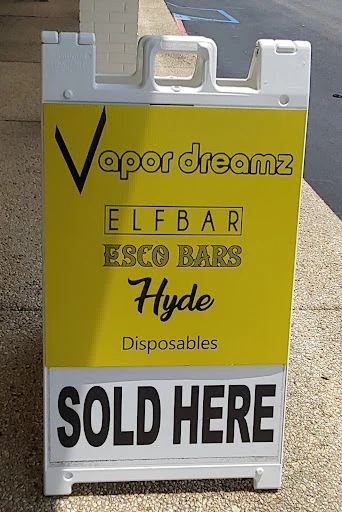 Vapor dreamz
ELFBAR
ESCO BARS
Hyde
Disposables
SOLD HERE